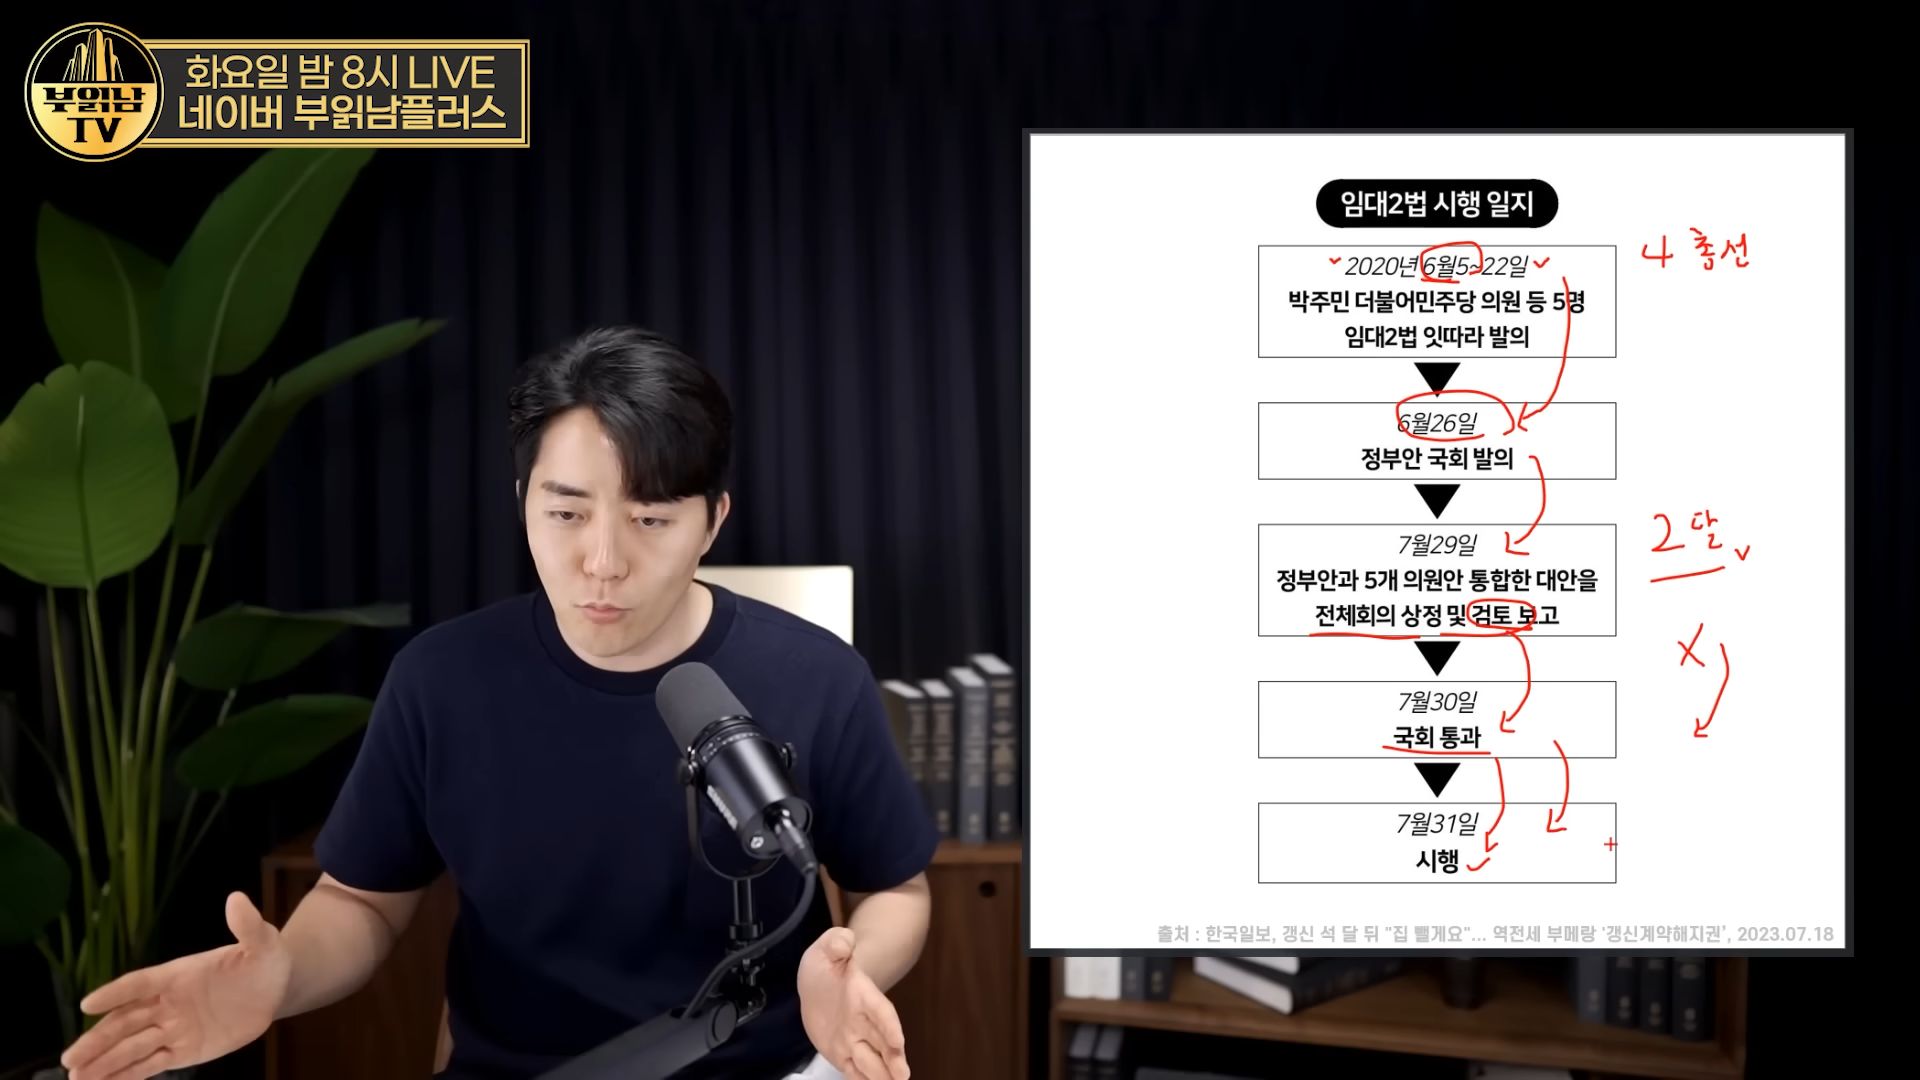 부읽남
TV
화요일 밤 8시 LIVE
네이버 부읽남플러스
임대2법 시행 일지
2020년 6월5~22일
박주민 더불어민주당 의원 등 5명
임대2법 잇따라 발의
4 총선
6월26일
정부안 국회 발의
7월29일
정부안과 5개 의원안 통합한 대안을
전체회의 상정 및 검토 보고
2달
X
7월30일
국회 통과
7월31일
시행
출처 : 한국일보, 갱신 석 달 뒤 "집 뺄게요"... 역전세 부메랑 '갱신계약해지권', 2023.07.18